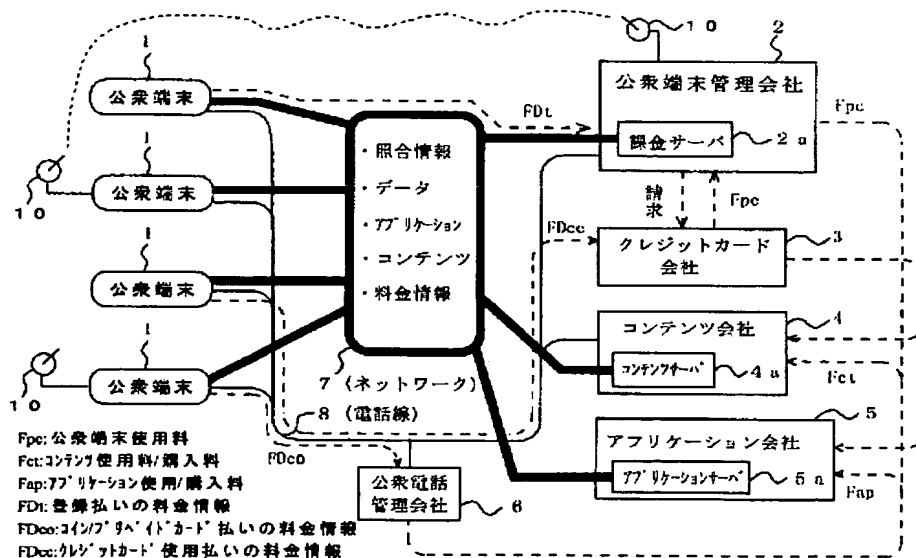 1
公衆端末
1
公衆端末
10
公衆端末
1
公衆端末
10
・照合情報
・データ
・アプリケーション
・コンテンツ
・料金情報
7（ネットワーク）
8（電話線）
10
2
公衆端末管理会社
課金サーバ
2a
FDt
Fpc
請求
Fpc
FDcc
クレジットカード
会社
3
コンテンツ会社
4
コンテンツサーバ
4a
Fct
5
アプリケーション会社
アプリケーションサーバ
5a
Fap
FDco
公衆電話
管理会社
6
Fpc:公衆端末使用料
Fct:コンテンツ使用料/購入料
Fap:アプリケーション使用/購入料
FDt:登録払いの料金情報
FDco:コイン/プリペイドカード払いの料金情報
FDcc:クレジットカード使用払いの料金情報